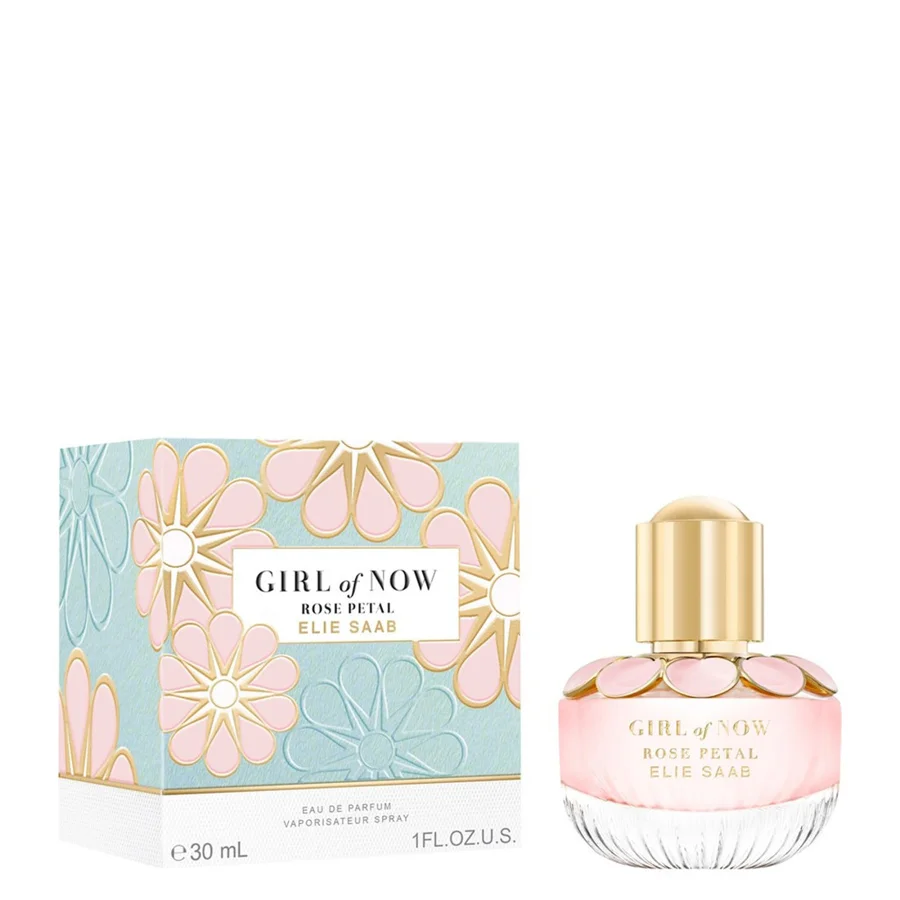 GIRL of NOW
ROSE PETAL
ELIE SAAB
EAU DE PARFUM
VAPORISATEUR SPRAY
℮30 mL
1FL.OZ.U.S.
GIRL of NOW
ROSE PETAL
ELIE SAAB